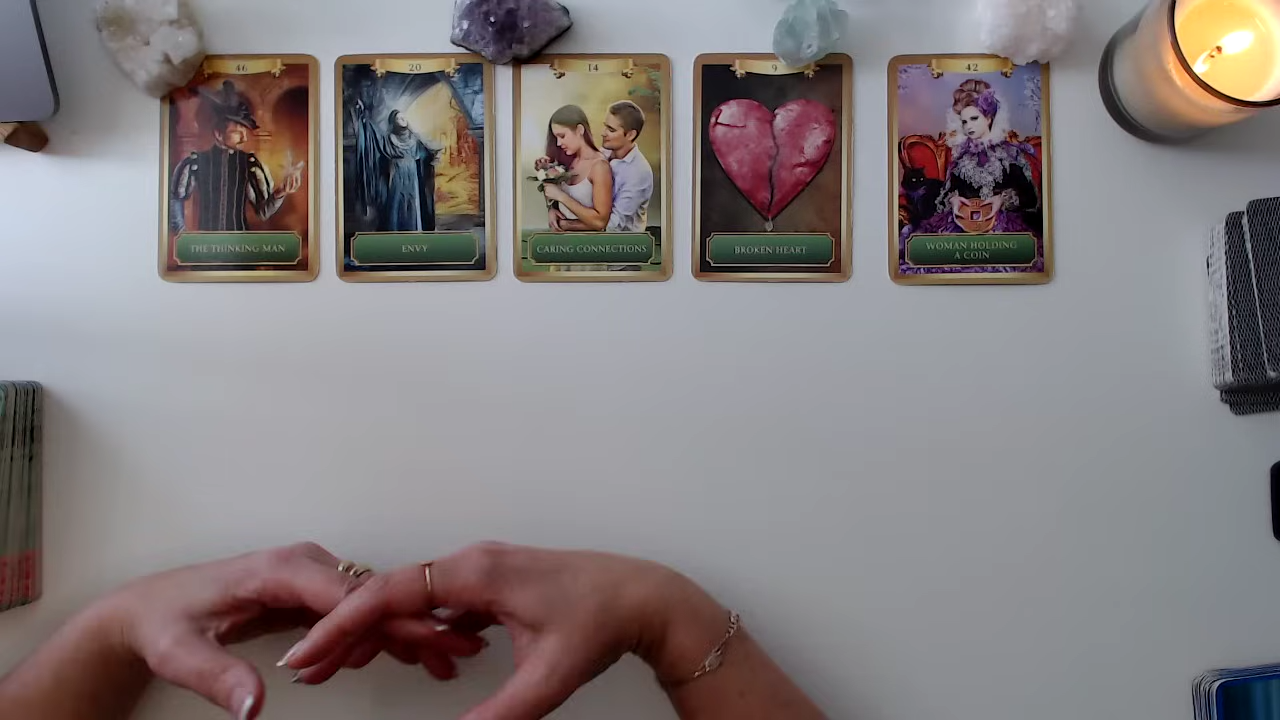 46
THE THINKING MAN
20
ENVY
14
CARING CONNECTIONS
9
BROKEN HEART
42
WOMAN HOLDING
A COIN